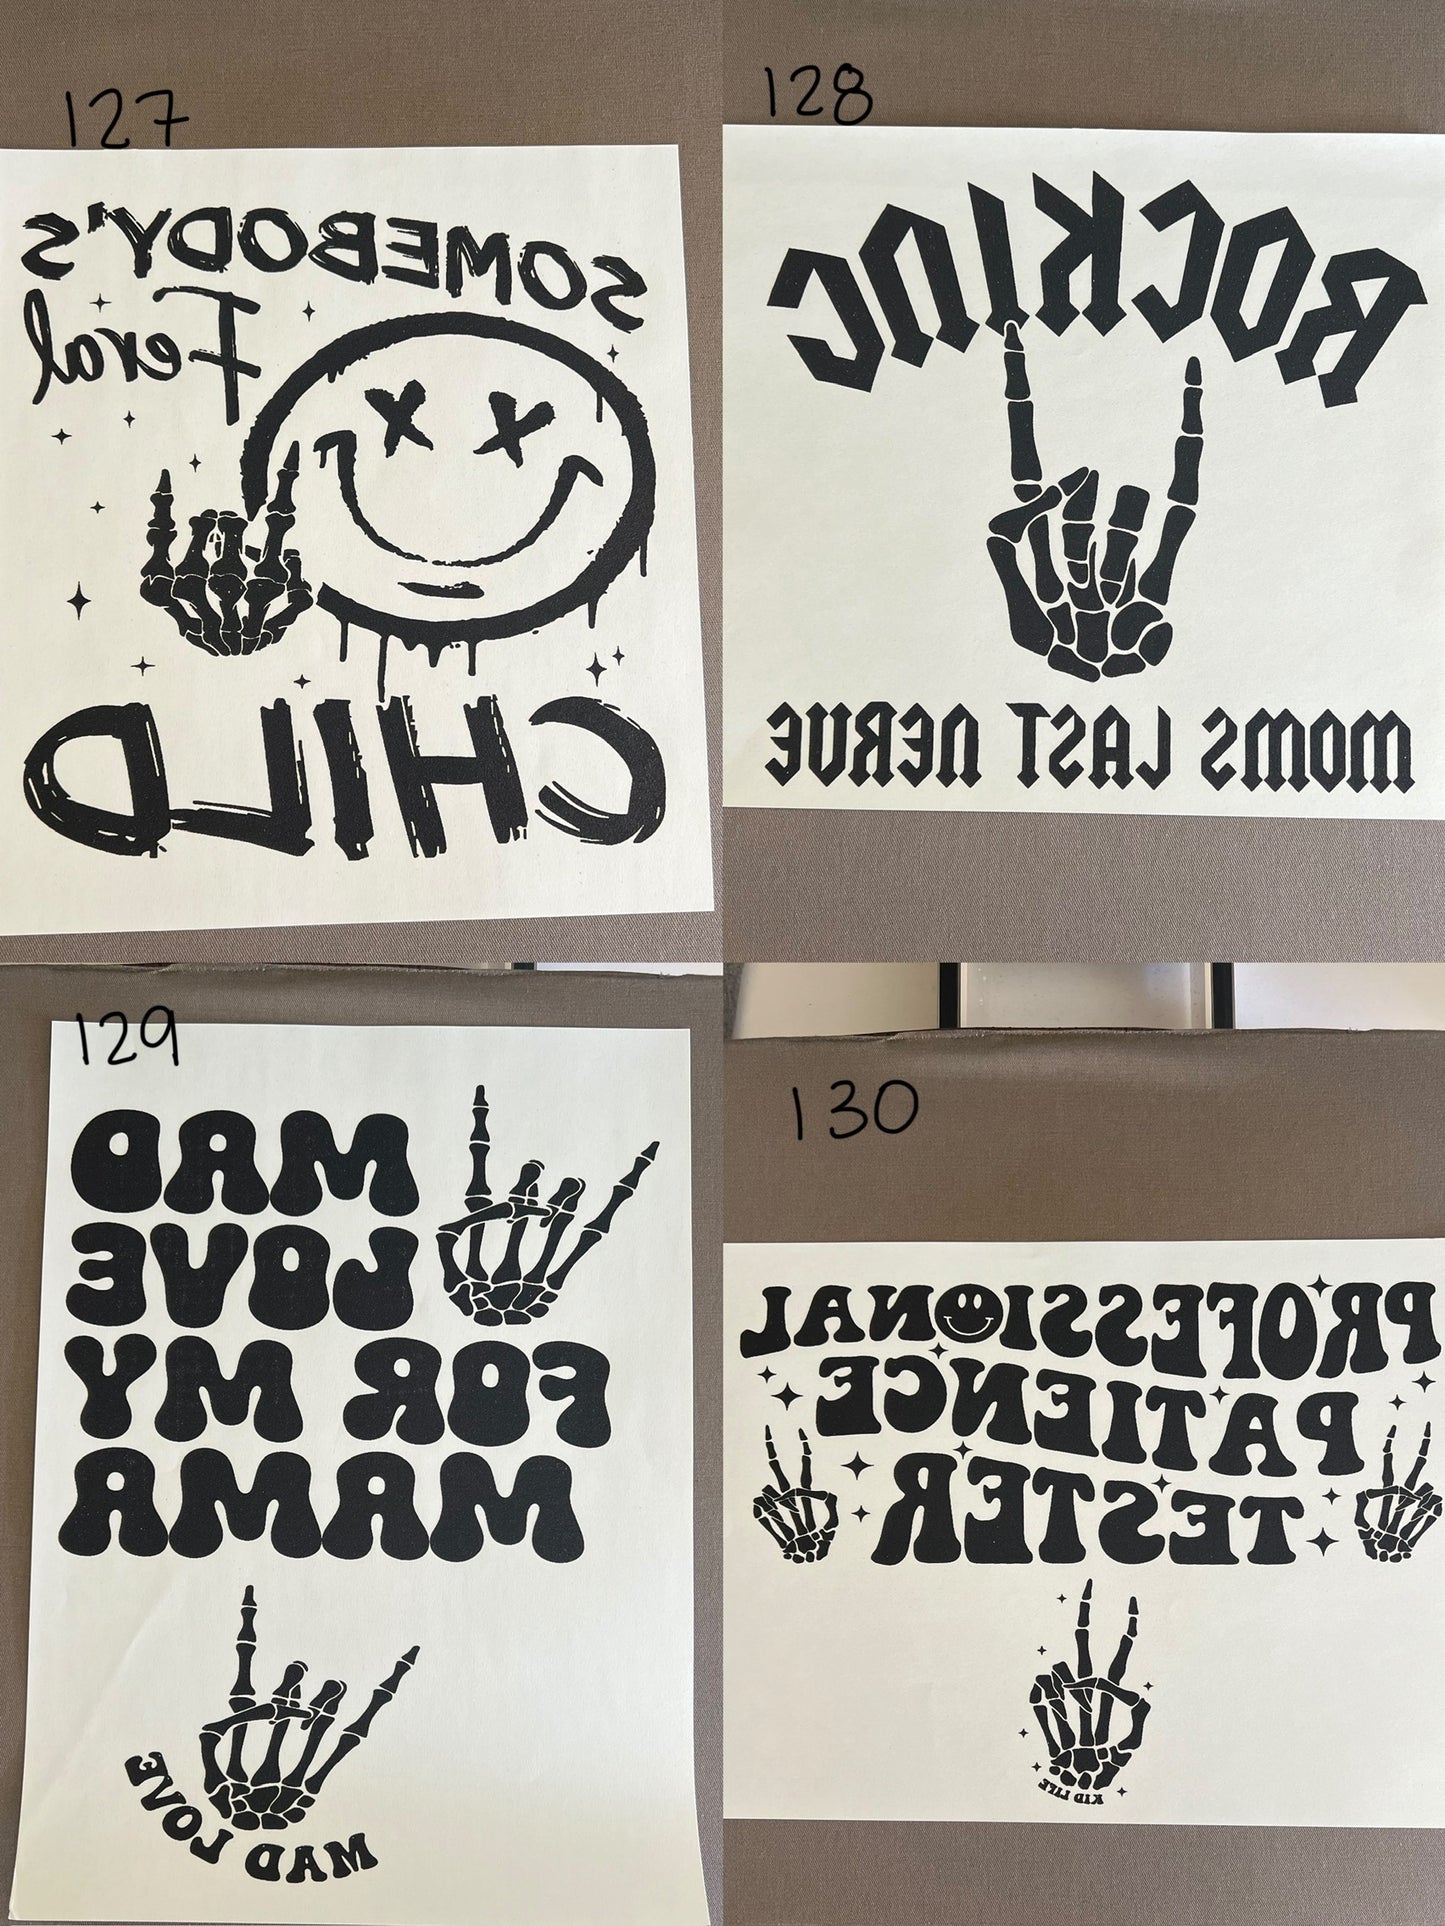 127
SOMEBODY'S
Feral
CHILD
128
ROCKING
MOMS LAST NERVE
129
MAD
LOVE
FOR MY
MAMA
MAD LOVE
130
PROFESSIONAL
PATIENCE
TESTER
KID LIFE